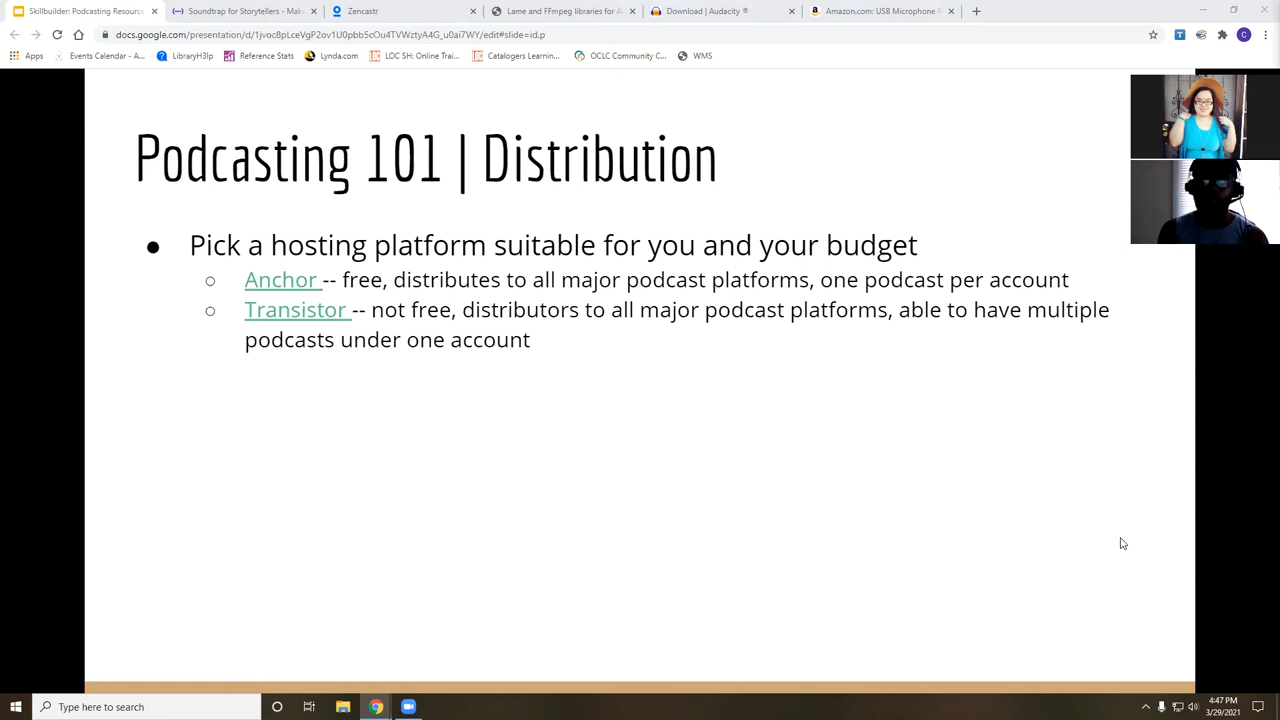 Skillbuilder: Podcasting Resource
Soundtrap for Storytellers - Mak
Zencastr
Lame and FFmpeg libraries for A
Download | Audacity ®
Amazon.com: USB Microphone P
docs.google.com/presentation/d/1jvoc8pLceVgP2ov1U0pbb5cOu4TVWztyA4G_u0ai7WY/edit#slide=id.p
C
Apps
Events Calendar - A...
LibraryH3lp
Reference Stats
Lynda.com
LOC SH: Online Trai...
Catalogers Learnin...
OCLC Community C...
WMS
Podcasting 101 | Distribution
● Pick a hosting platform suitable for you and your budget
○ Anchor -- free, distributes to all major podcast platforms, one podcast per account
○ Transistor -- not free, distributors to all major podcast platforms, able to have multiple
podcasts under one account
Type here to search
4:47 PM
3/29/2021